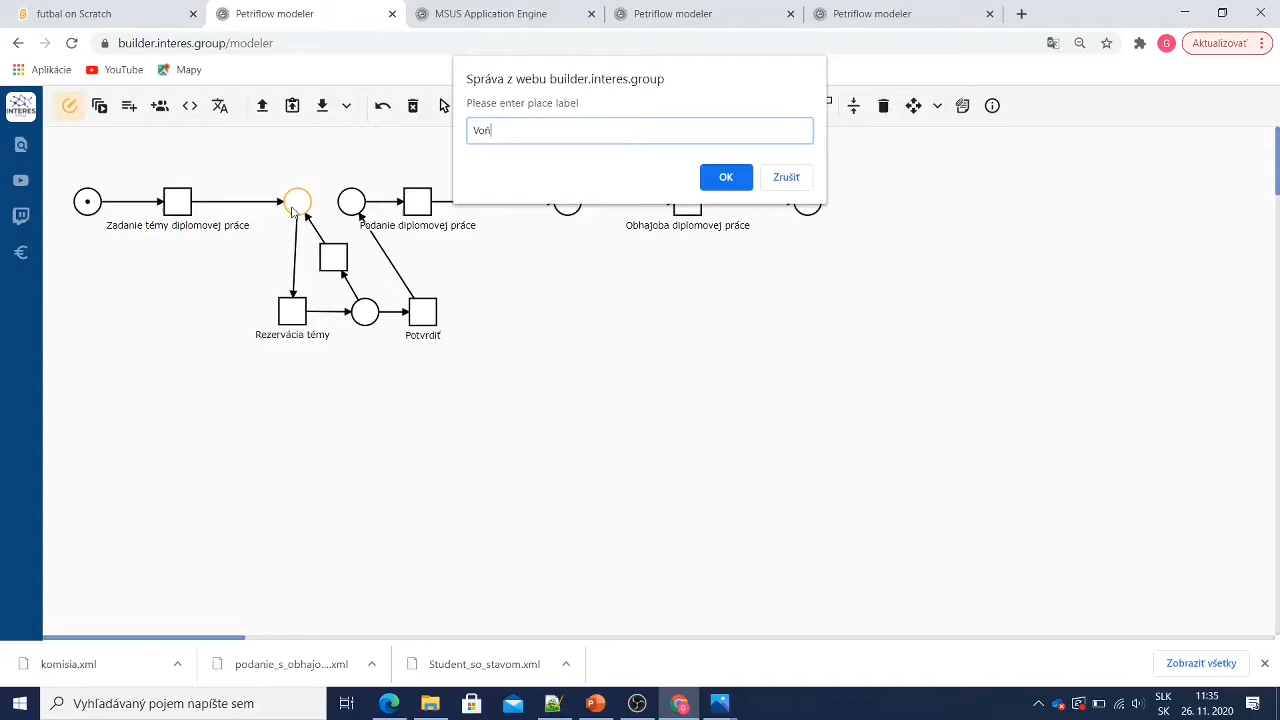 futbal on Scratch
Petriflow modeler
MSUS Application Engine
Petriflow modeler
Petriflow modeler
builder.interes.group/modeler
G
Aktualizovať
Aplikácie
YouTube
Mapy
INTERES
Správa z webu builder.interes.group
Please enter place label
Voń
OK
Zrušiť
Zadanie témy diplomovej práce
Podanie diplomovej práce
Obhajoba diplomovej práce
Rezervácia témy
Potvrdiť
komisia.xml
podanie_s_obhajo....xml
Student_so_stavom.xml
Zobraziť všetky
Vyhľadávaný pojem napíšte sem
SLK
SK
11:35
26. 11. 2020